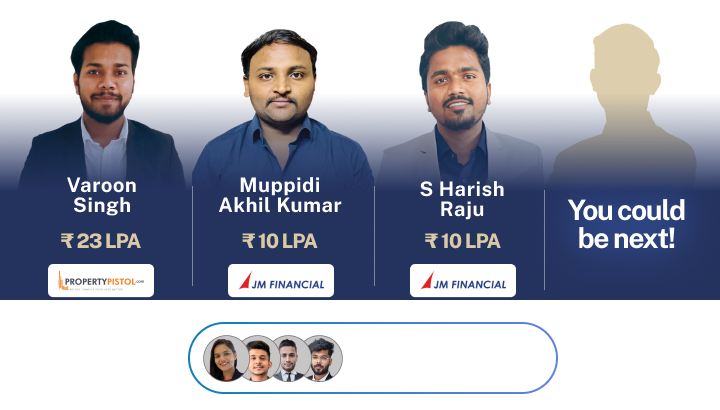 Varoon
Singh
₹ 23 LPA
PROPERTYPISTOL.com
Muppidi
Akhil Kumar
₹ 10 LPA
JM FINANCIAL
S Harish
Raju
₹ 10 LPA
JM FINANCIAL
You could
be next!